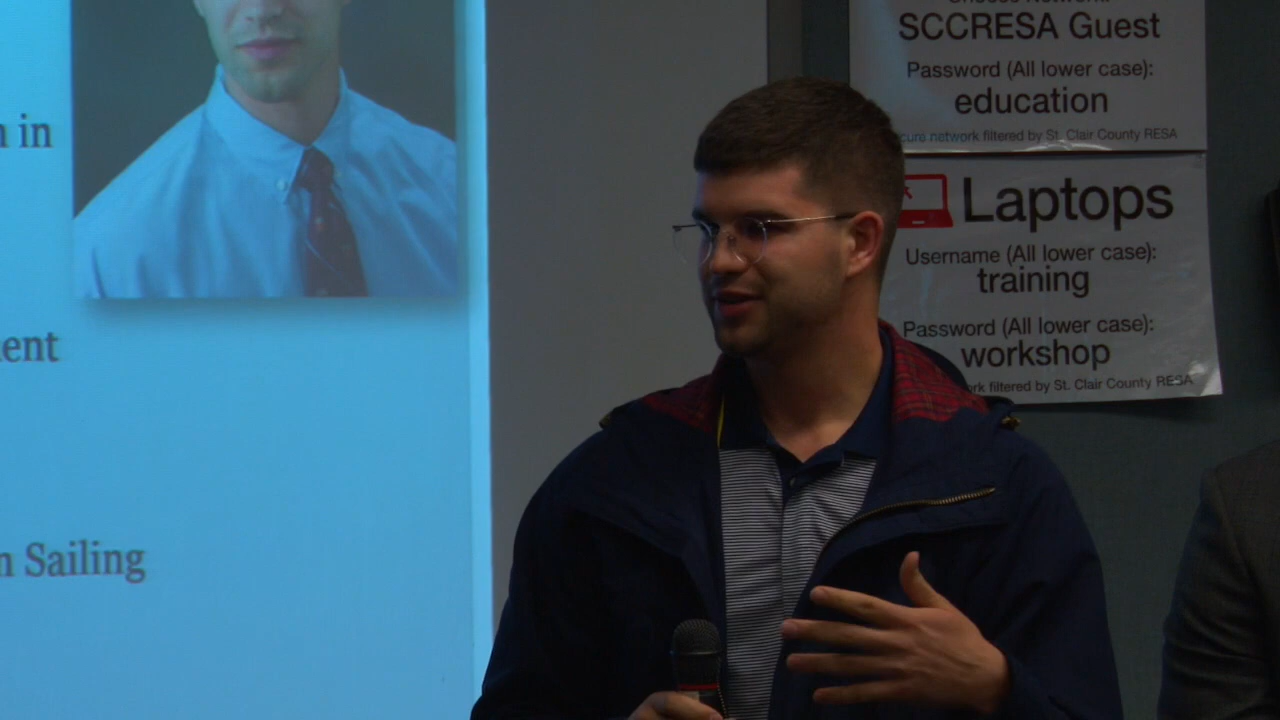 n in
ent
n Sailing
SCCRESA Guest
Password (All lower case):
education
cure network filtered by St. Clair County RESA
Laptops
Username (All lower case):
training
Password (All lower case):
workshop
ork filtered by St. Clair County RESA